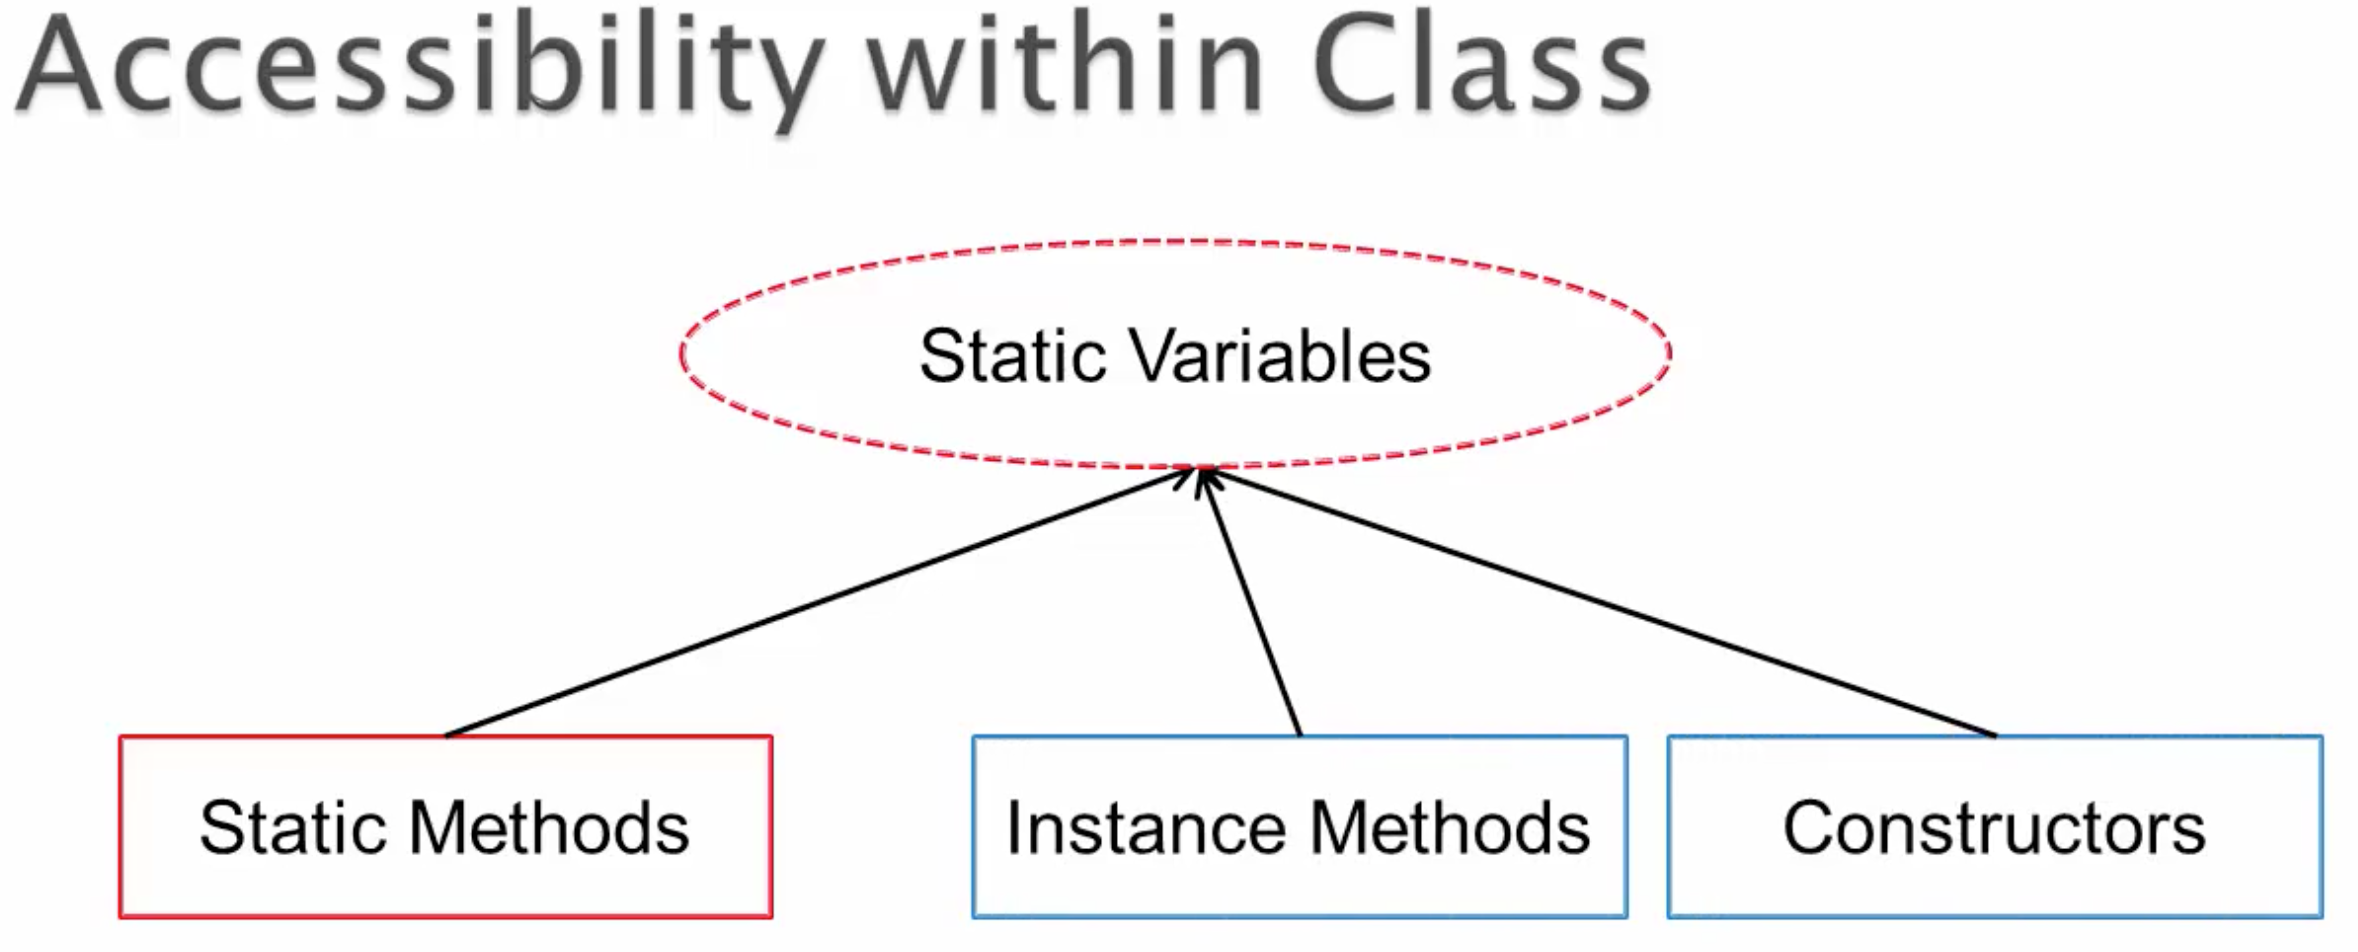 Accessibility within Class
Static Variables
Static Methods
Instance Methods
Constructors